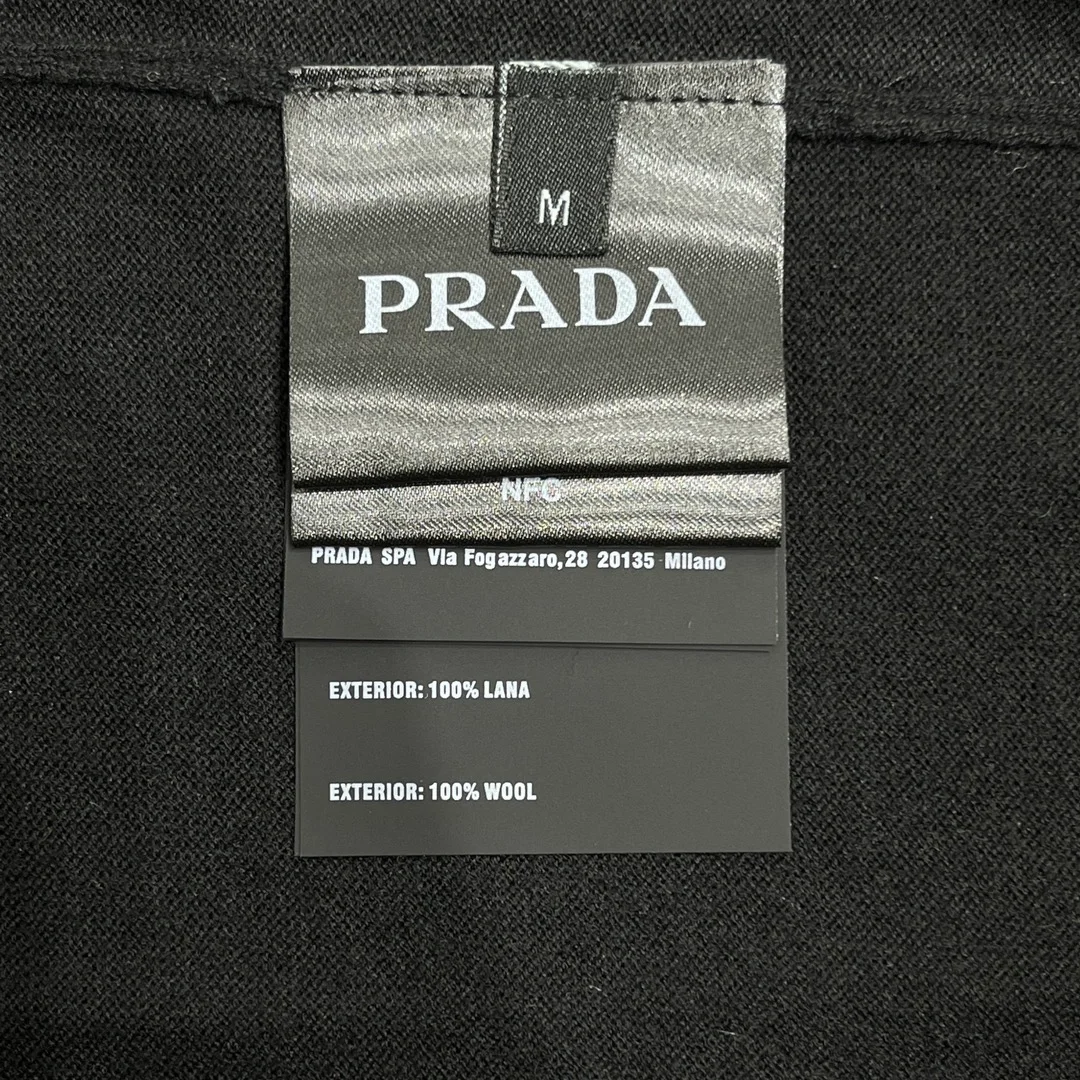 M
PRADA
NFC
PRADA SPA Via Fogazzaro,28 20135 Milano
EXTERIOR: 100% LANA
EXTERIOR: 100% WOOL